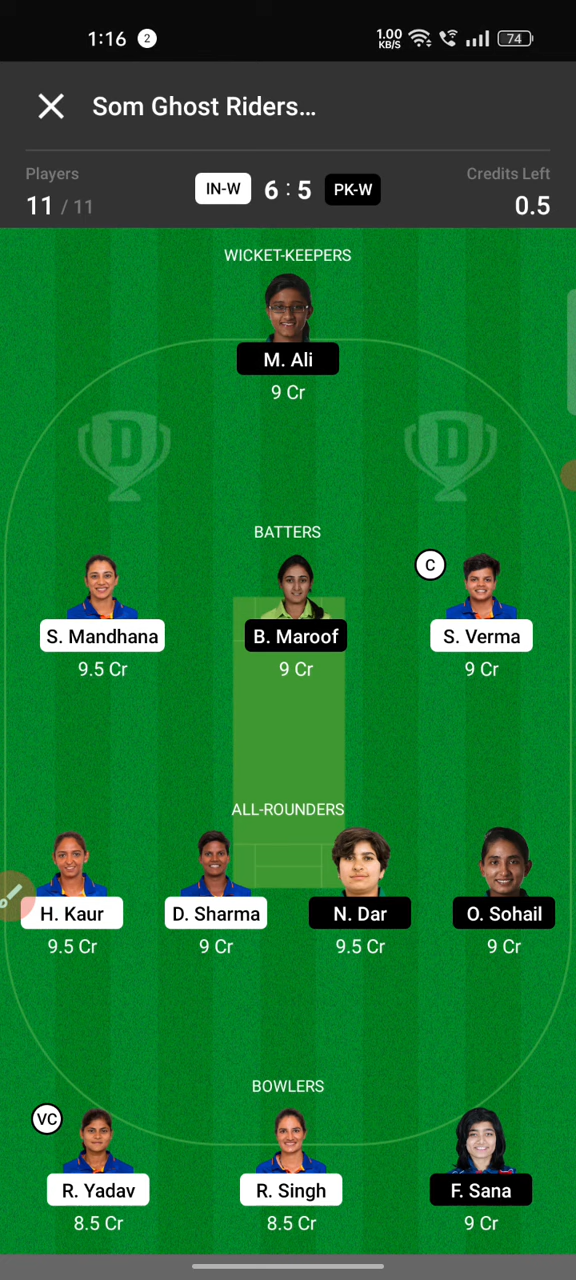 1:16 2 1.00 KB/S 74
Som Ghost Riders...
Players
11 / 11
IN-W 6 : 5 PK-W
Credits Left
0.5
WICKET-KEEPERS
M. Ali
9 Cr
D D
BATTERS
C
S. Mandhana B. Maroof S. Verma
9.5 Cr 9 Cr 9 Cr
ALL-ROUNDERS
H. Kaur D. Sharma N. Dar O. Sohail
9.5 Cr 9 Cr 9.5 Cr 9 Cr
BOWLERS
VC
R. Yadav R. Singh F. Sana
8.5 Cr 8.5 Cr 9 Cr